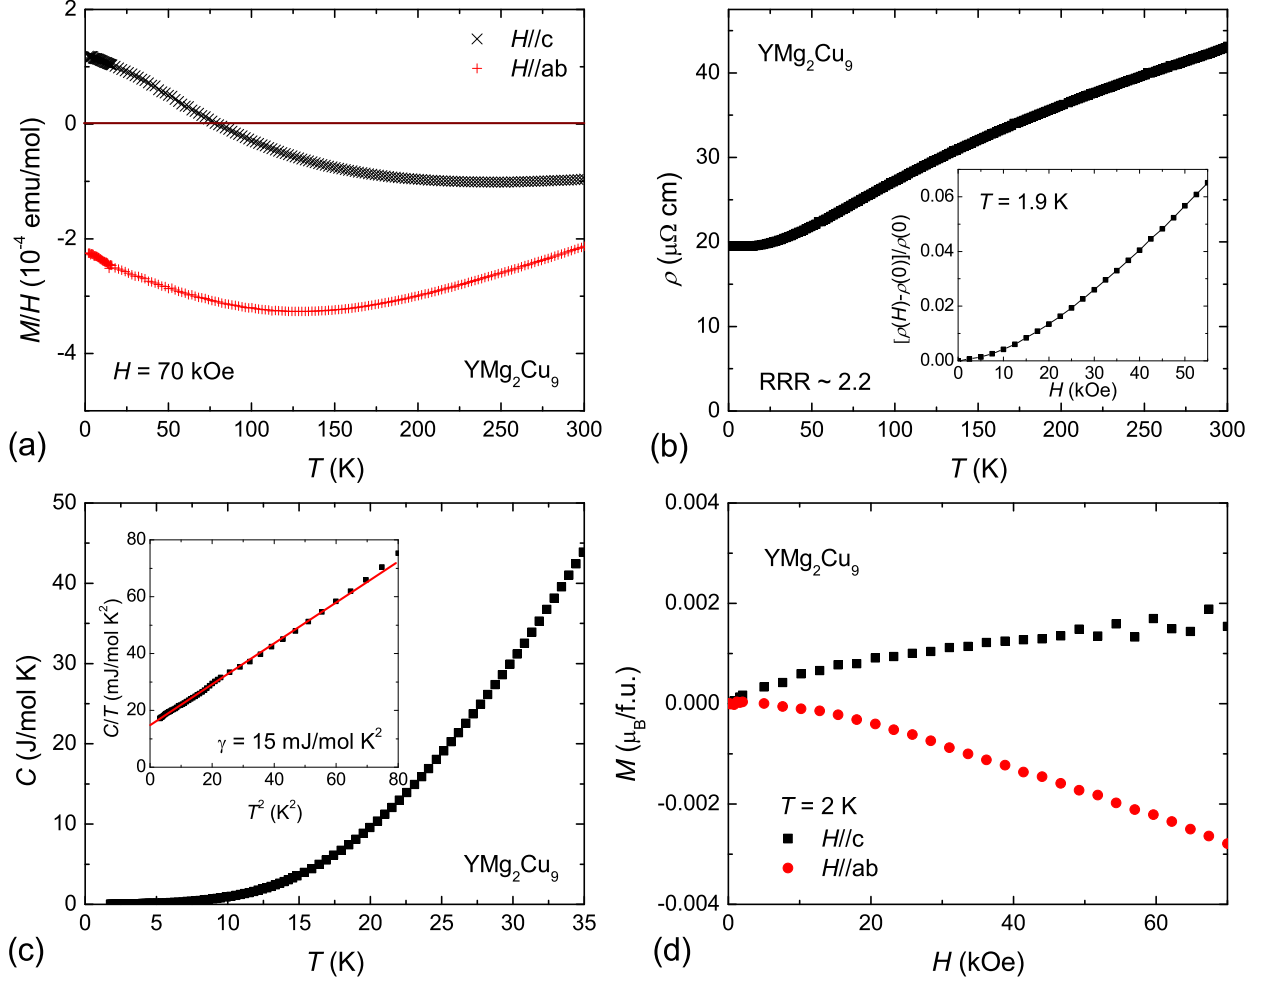 2
0
-2
-4
M/H (10⁻⁴ emu/mol)
H//c
H//ab
H = 70 kOe
YMg₂Cu₉
0 50 100 150 200 250 300
(a)
T (K)
40
30
20
10
0
ρ (μΩ cm)
YMg₂Cu₉
RRR ~ 2.2
0 50 100 150 200 250 300
(b)
T (K)
0.06
0.04
0.02
0.00
[ρ(H)-ρ(0)]/ρ(0)
T = 1.9 K
0 10 20 30 40 50
H (kOe)
50
40
30
20
10
0
C (J/mol K)
YMg₂Cu₉
0 5 10 15 20 25 30 35
(c)
T (K)
80
60
40
20
0
C/T (mJ/mol K²)
γ = 15 mJ/mol K²
0 20 40 60 80
T² (K²)
0.004
0.002
0.000
-0.002
-0.004
M (μ_B/f.u.)
YMg₂Cu₉
T = 2 K
H//c
H//ab
0 20 40 60
(d)
H (kOe)